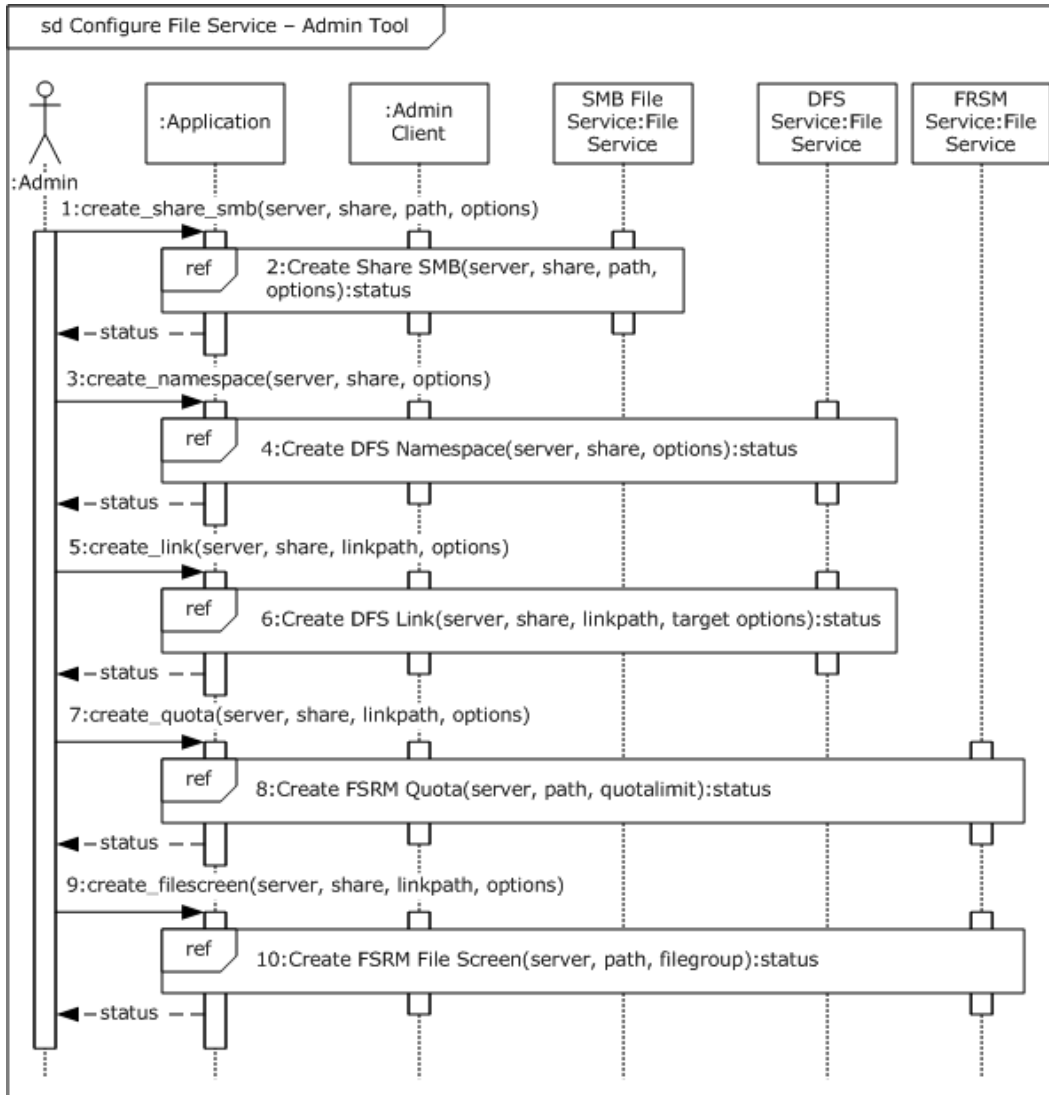 sd Configure File Service – Admin Tool
:Admin
:Application
:Admin
Client
SMB File
Service:File
Service
DFS
Service:File
Service
FRSM
Service:File
Service
1:create_share_smb(server, share, path, options)
ref
2:Create Share SMB(server, share, path,
options):status
status
3:create_namespace(server, share, options)
ref
4:Create DFS Namespace(server, share, options):status
status
5:create_link(server, share, linkpath, options)
ref
6:Create DFS Link(server, share, linkpath, target options):status
status
7:create_quota(server, share, linkpath, options)
ref
8:Create FSRM Quota(server, path, quotalimit):status
status
9:create_filescreen(server, share, linkpath, options)
ref
10:Create FSRM File Screen(server, path, filegroup):status
status